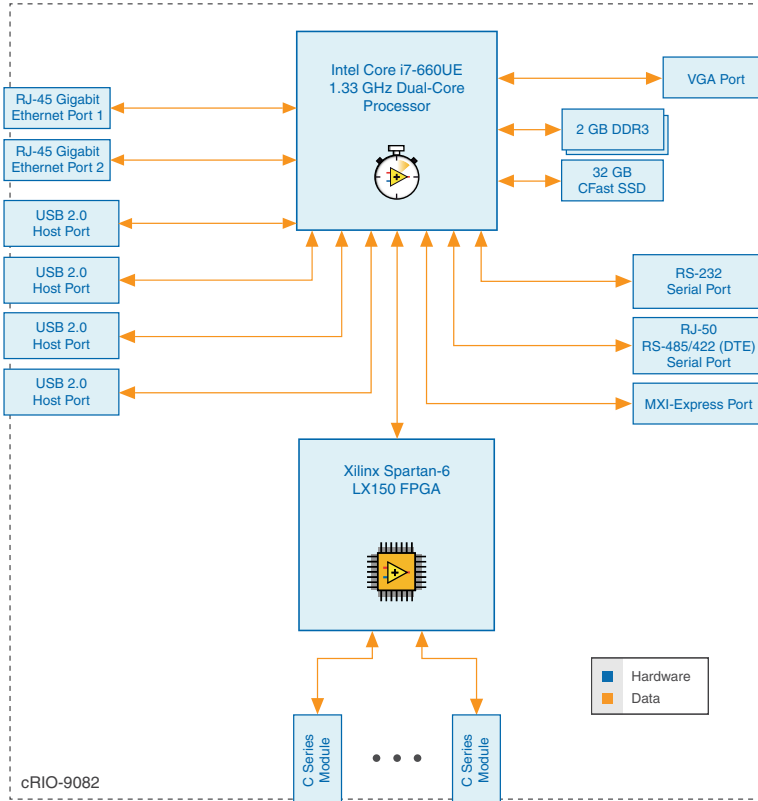 Intel Core i7-660UE
1.33 GHz Dual-Core
Processor
VGA Port
RJ-45 Gigabit
Ethernet Port 1
2 GB DDR3
RJ-45 Gigabit
Ethernet Port 2
32 GB
CFast SSD
USB 2.0
Host Port
USB 2.0
Host Port
RS-232
Serial Port
USB 2.0
Host Port
RJ-50
RS-485/422 (DTE)
Serial Port
USB 2.0
Host Port
MXI-Express Port
Xilinx Spartan-6
LX150 FPGA
Hardware
Data
C Series
Module
C Series
Module
cRIO-9082